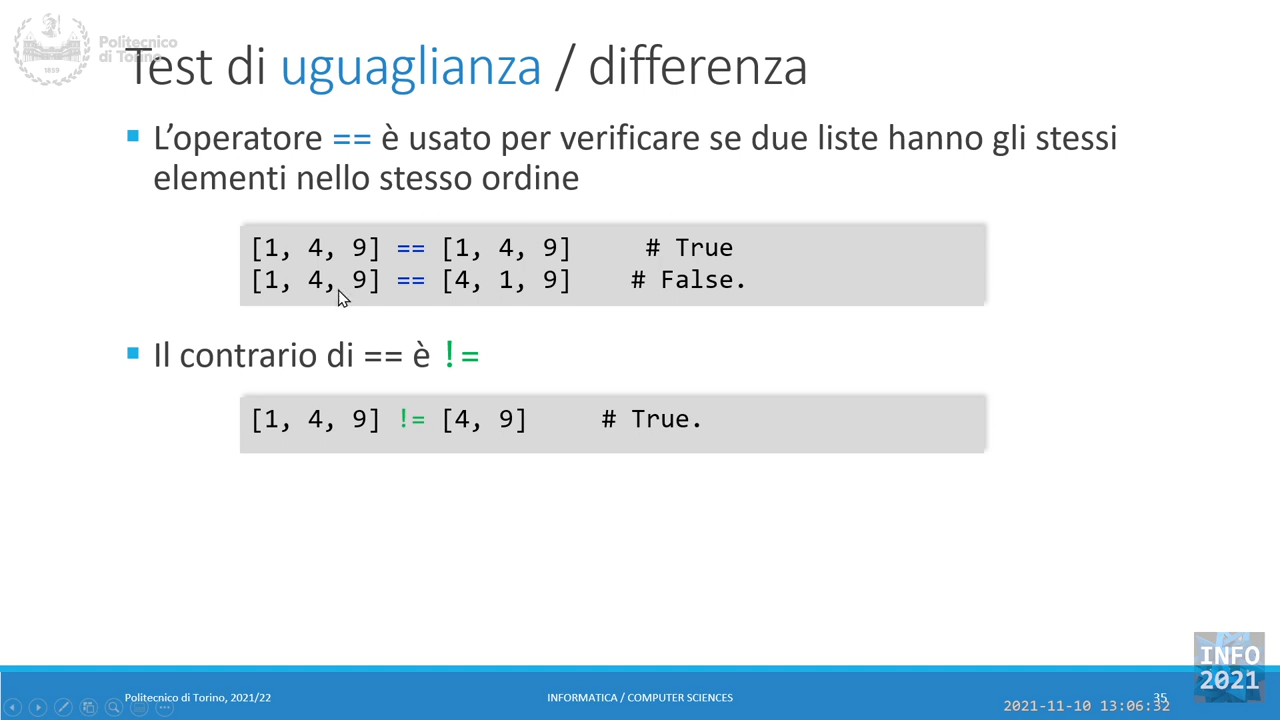 Politecnico
di Torino
1859
Test di uguaglianza / differenza
L’operatore == è usato per verificare se due liste hanno gli stessi
elementi nello stesso ordine
[1, 4, 9] == [1, 4, 9]     # True
[1, 4, 9] == [4, 1, 9]    # False.
Il contrario di == è !=
[1, 4, 9] != [4, 9]     # True.
INFO
2021
Politecnico di Torino, 2021/22
INFORMATICA / COMPUTER SCIENCES
35
2021-11-10 13:06:32